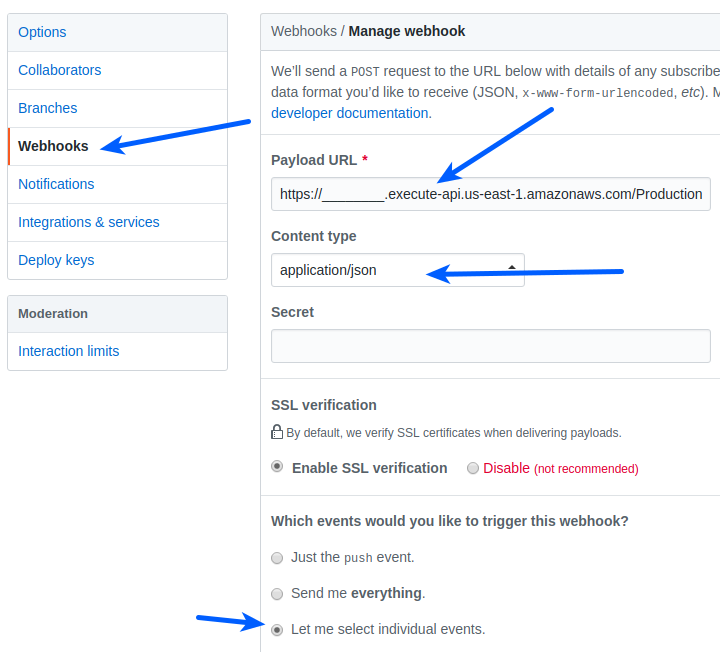 Options
Collaborators
Branches
Webhooks
Notifications
Integrations & services
Deploy keys
Moderation
Interaction limits
Webhooks / Manage webhook
We'll send a POST request to the URL below with details of any subscribe
data format you'd like to receive (JSON, x-www-form-urlencoded, etc). M
developer documentation.
Payload URL *
https://________.execute-api.us-east-1.amazonaws.com/Production
Content type
application/json
Secret
SSL verification
By default, we verify SSL certificates when delivering payloads.
Enable SSL verification Disable (not recommended)
Which events would you like to trigger this webhook?
Just the push event.
Send me everything.
Let me select individual events.